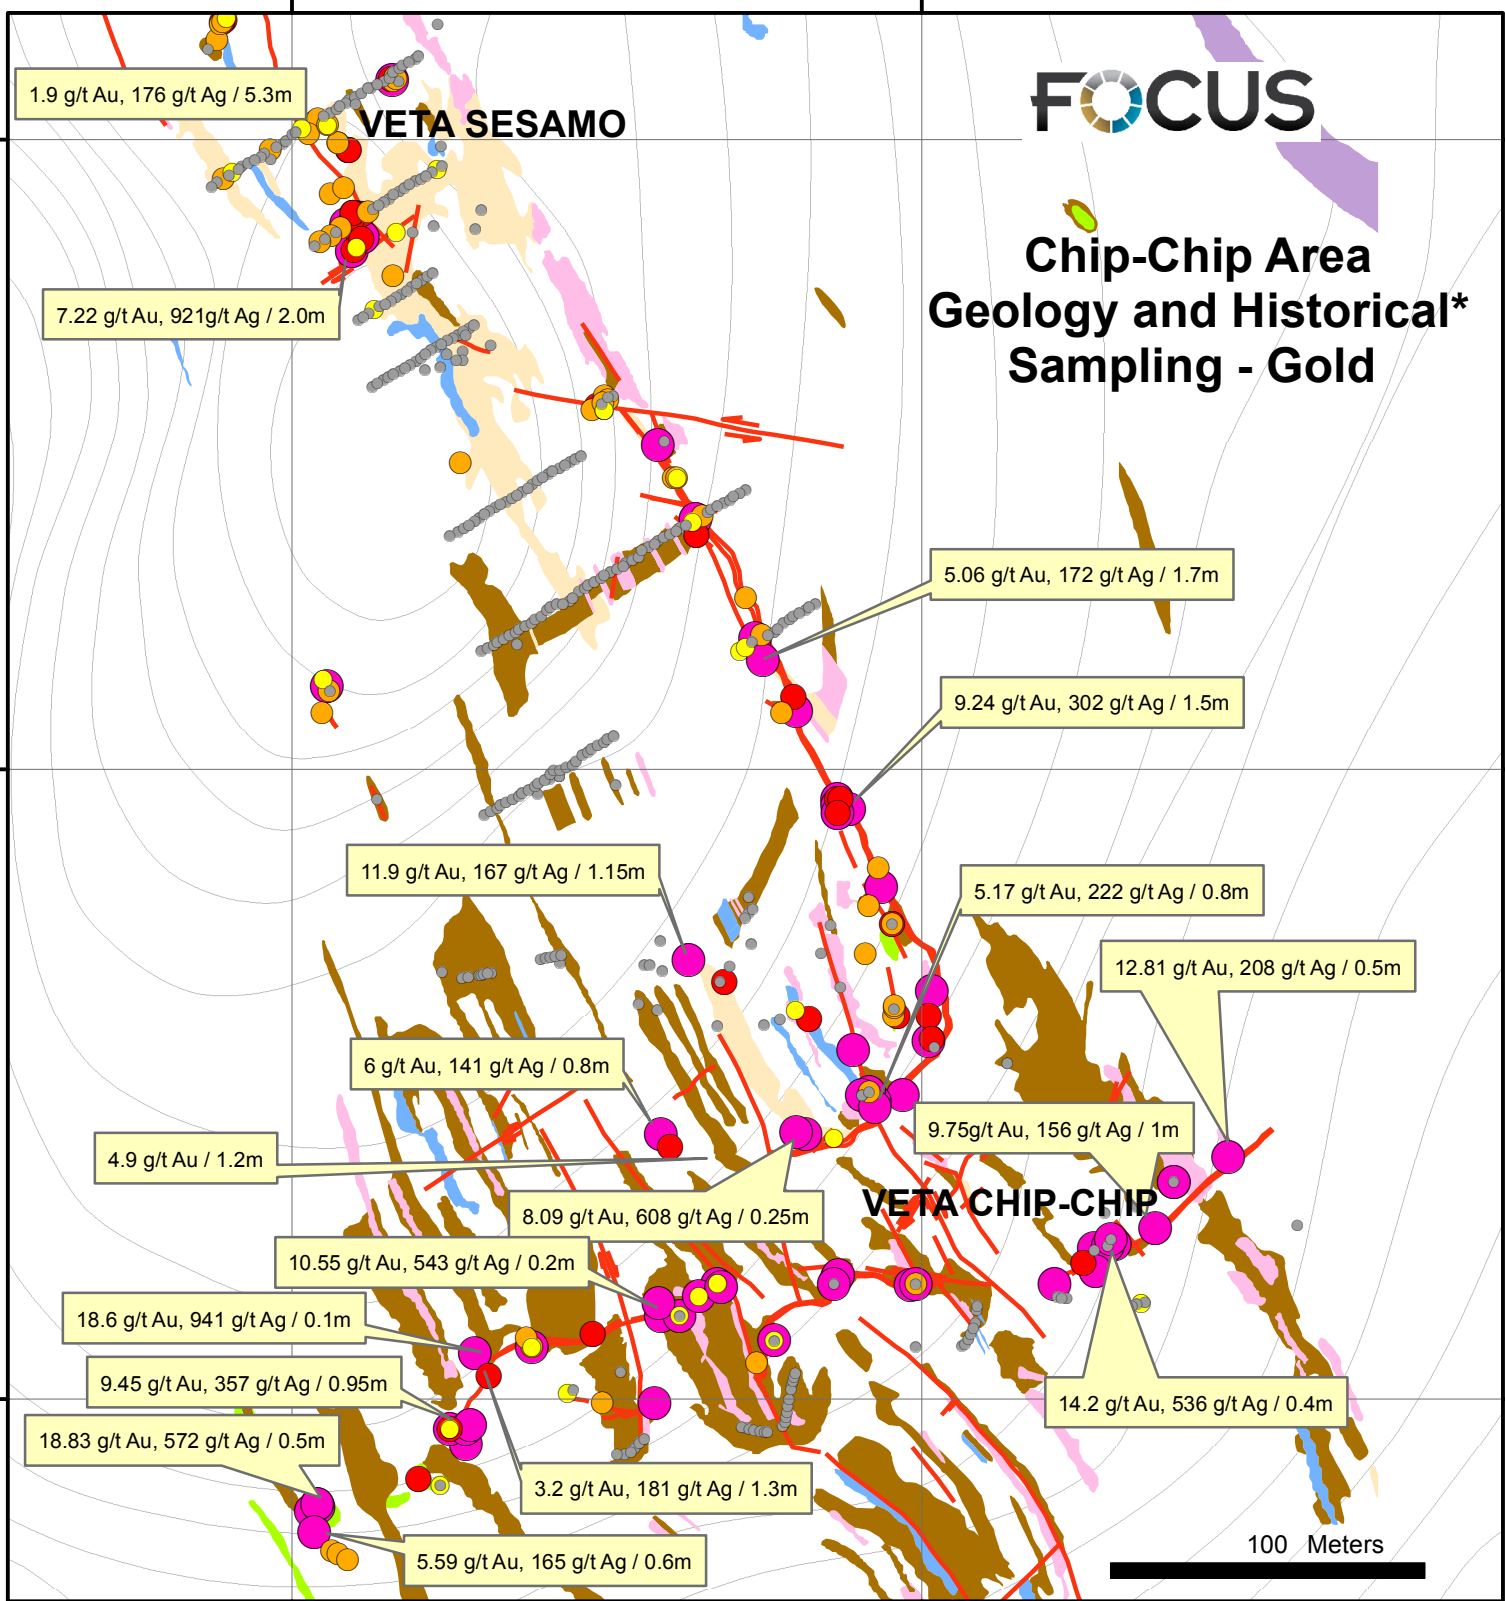 1.9 g/t Au, 176 g/t Ag / 5.3m
VETA SESAMO
FOCUS
Chip-Chip Area
Geology and Historical*
Sampling - Gold
7.22 g/t Au, 921g/t Ag / 2.0m
5.06 g/t Au, 172 g/t Ag / 1.7m
9.24 g/t Au, 302 g/t Ag / 1.5m
11.9 g/t Au, 167 g/t Ag / 1.15m
5.17 g/t Au, 222 g/t Ag / 0.8m
12.81 g/t Au, 208 g/t Ag / 0.5m
6 g/t Au, 141 g/t Ag / 0.8m
9.75g/t Au, 156 g/t Ag / 1m
4.9 g/t Au / 1.2m
VETA CHIP-CHIP
8.09 g/t Au, 608 g/t Ag / 0.25m
10.55 g/t Au, 543 g/t Ag / 0.2m
18.6 g/t Au, 941 g/t Ag / 0.1m
9.45 g/t Au, 357 g/t Ag / 0.95m
14.2 g/t Au, 536 g/t Ag / 0.4m
18.83 g/t Au, 572 g/t Ag / 0.5m
3.2 g/t Au, 181 g/t Ag / 1.3m
100 Meters
5.59 g/t Au, 165 g/t Ag / 0.6m